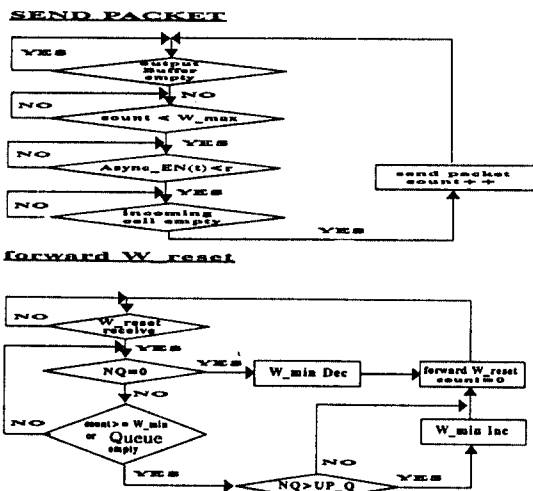 SEND PACKET
YES
output
Buffer
empty
NO
NO
count < W_max
YES
NO
Async_EN(t)<r
YES
send packet
count++
NO
Incoming
cell empty
YES
forward W_reset
NO
W_reset
receive
YES
NQ=0
YES
W_min Dec
forward W_reset
count=0
NO
NO
count>= W_min
or Queue
empty
NO
W_min Inc
YES
NQ>UP_Q
YES